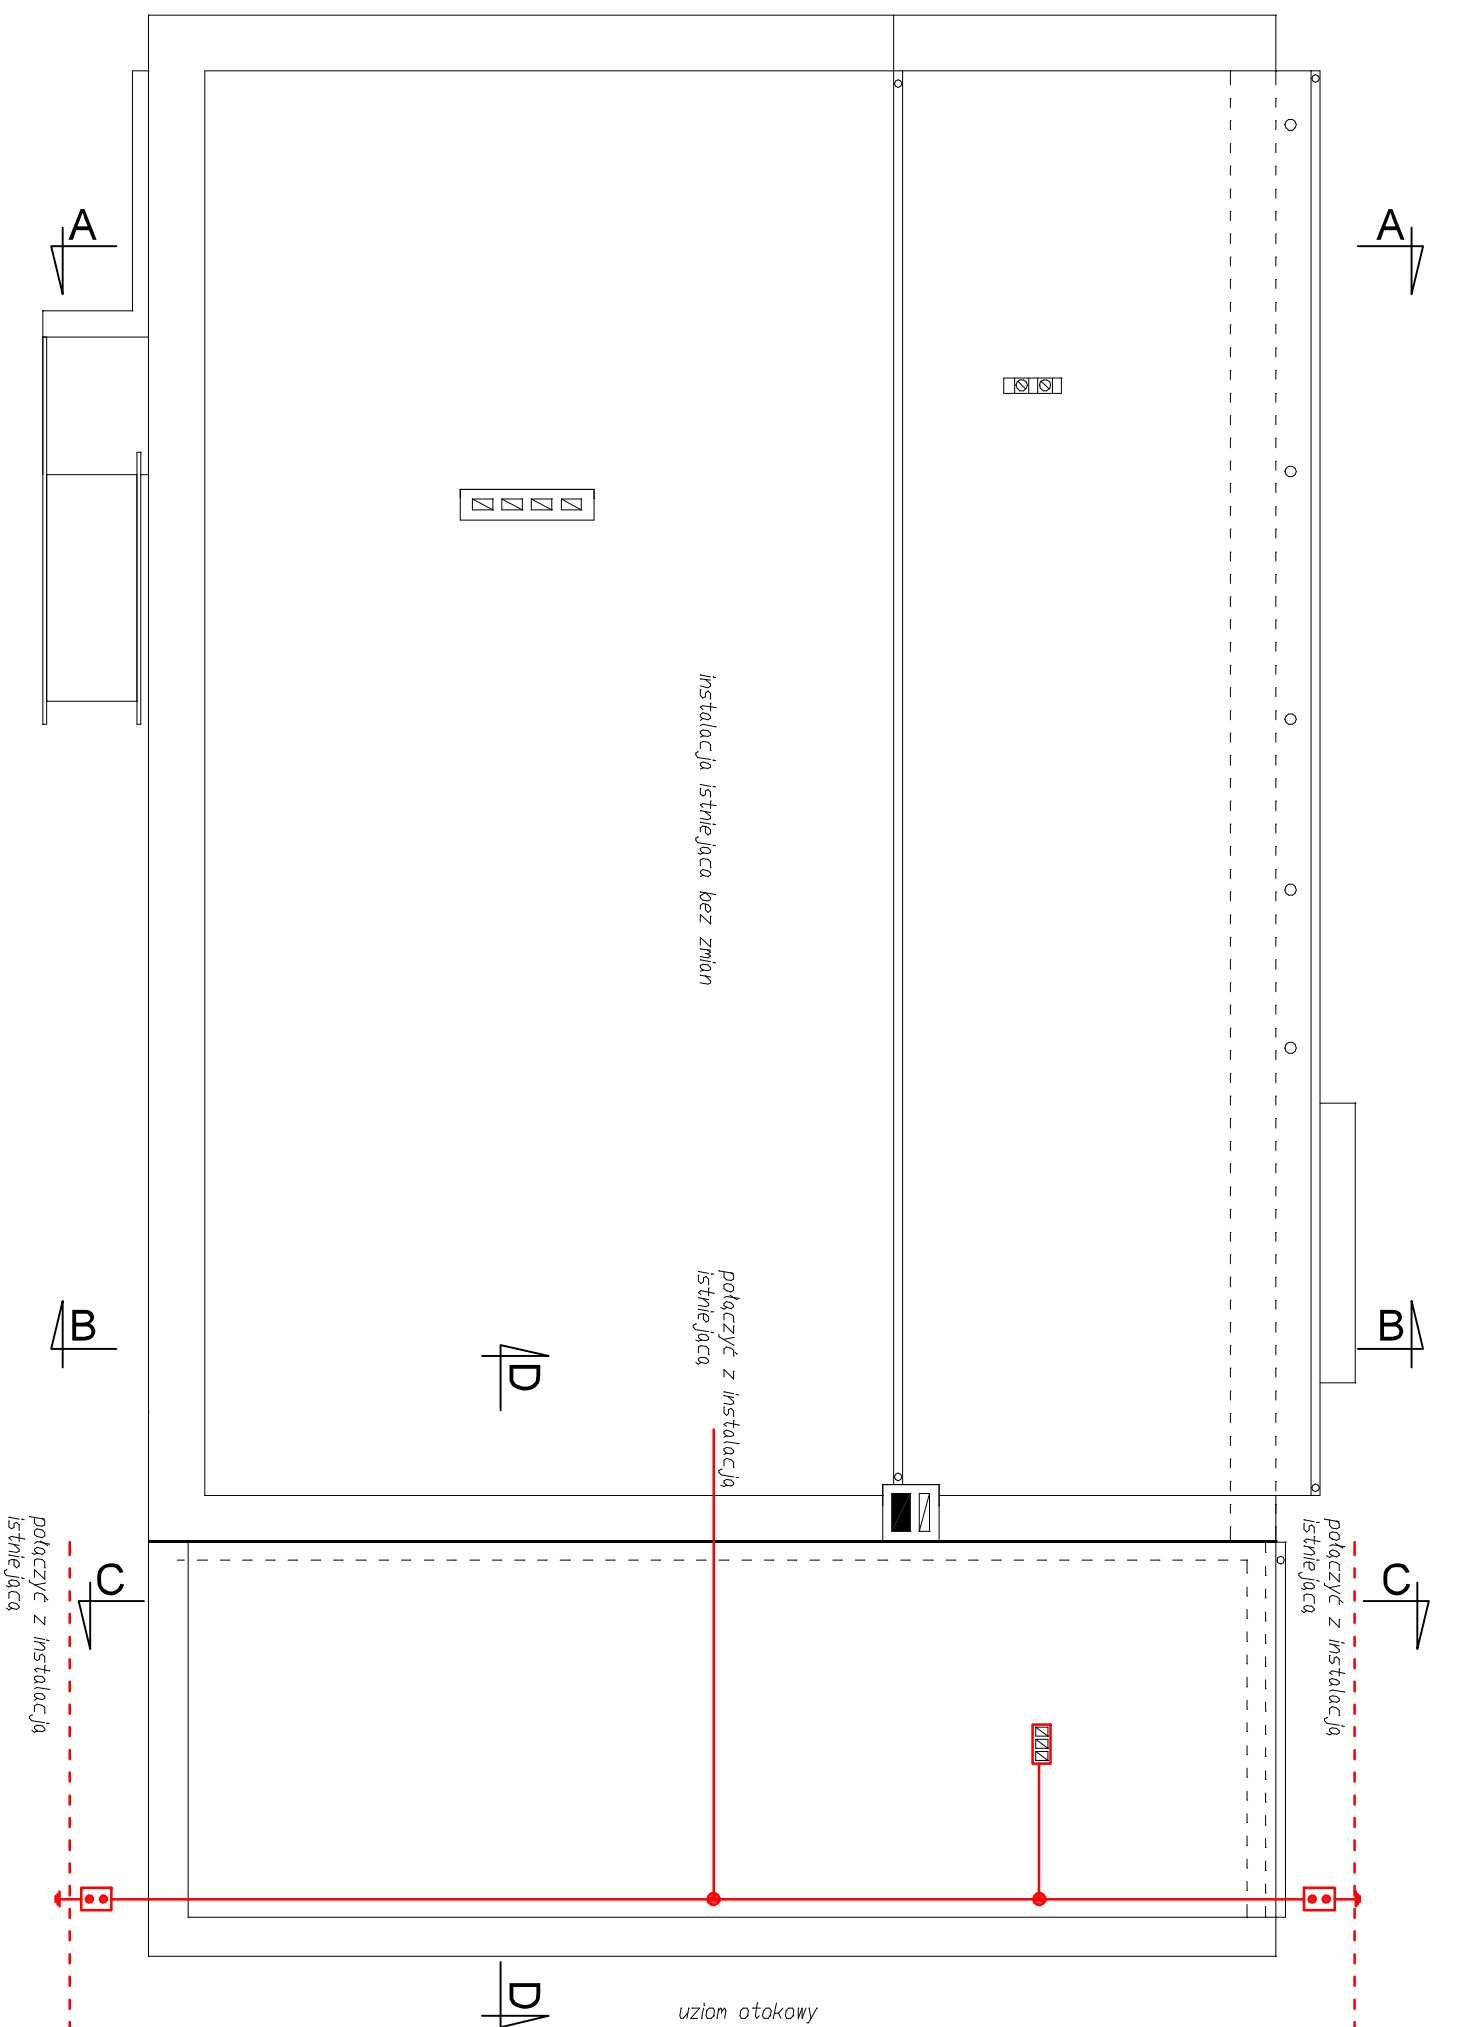 A
A
instalacja istniejąca bez zmian
połączyć z instalacją
istniejącą
B
B
D
połączyć z instalacją
istniejącą
połączyć z instalacją
istniejącą
C
C
D
uziom otokowy